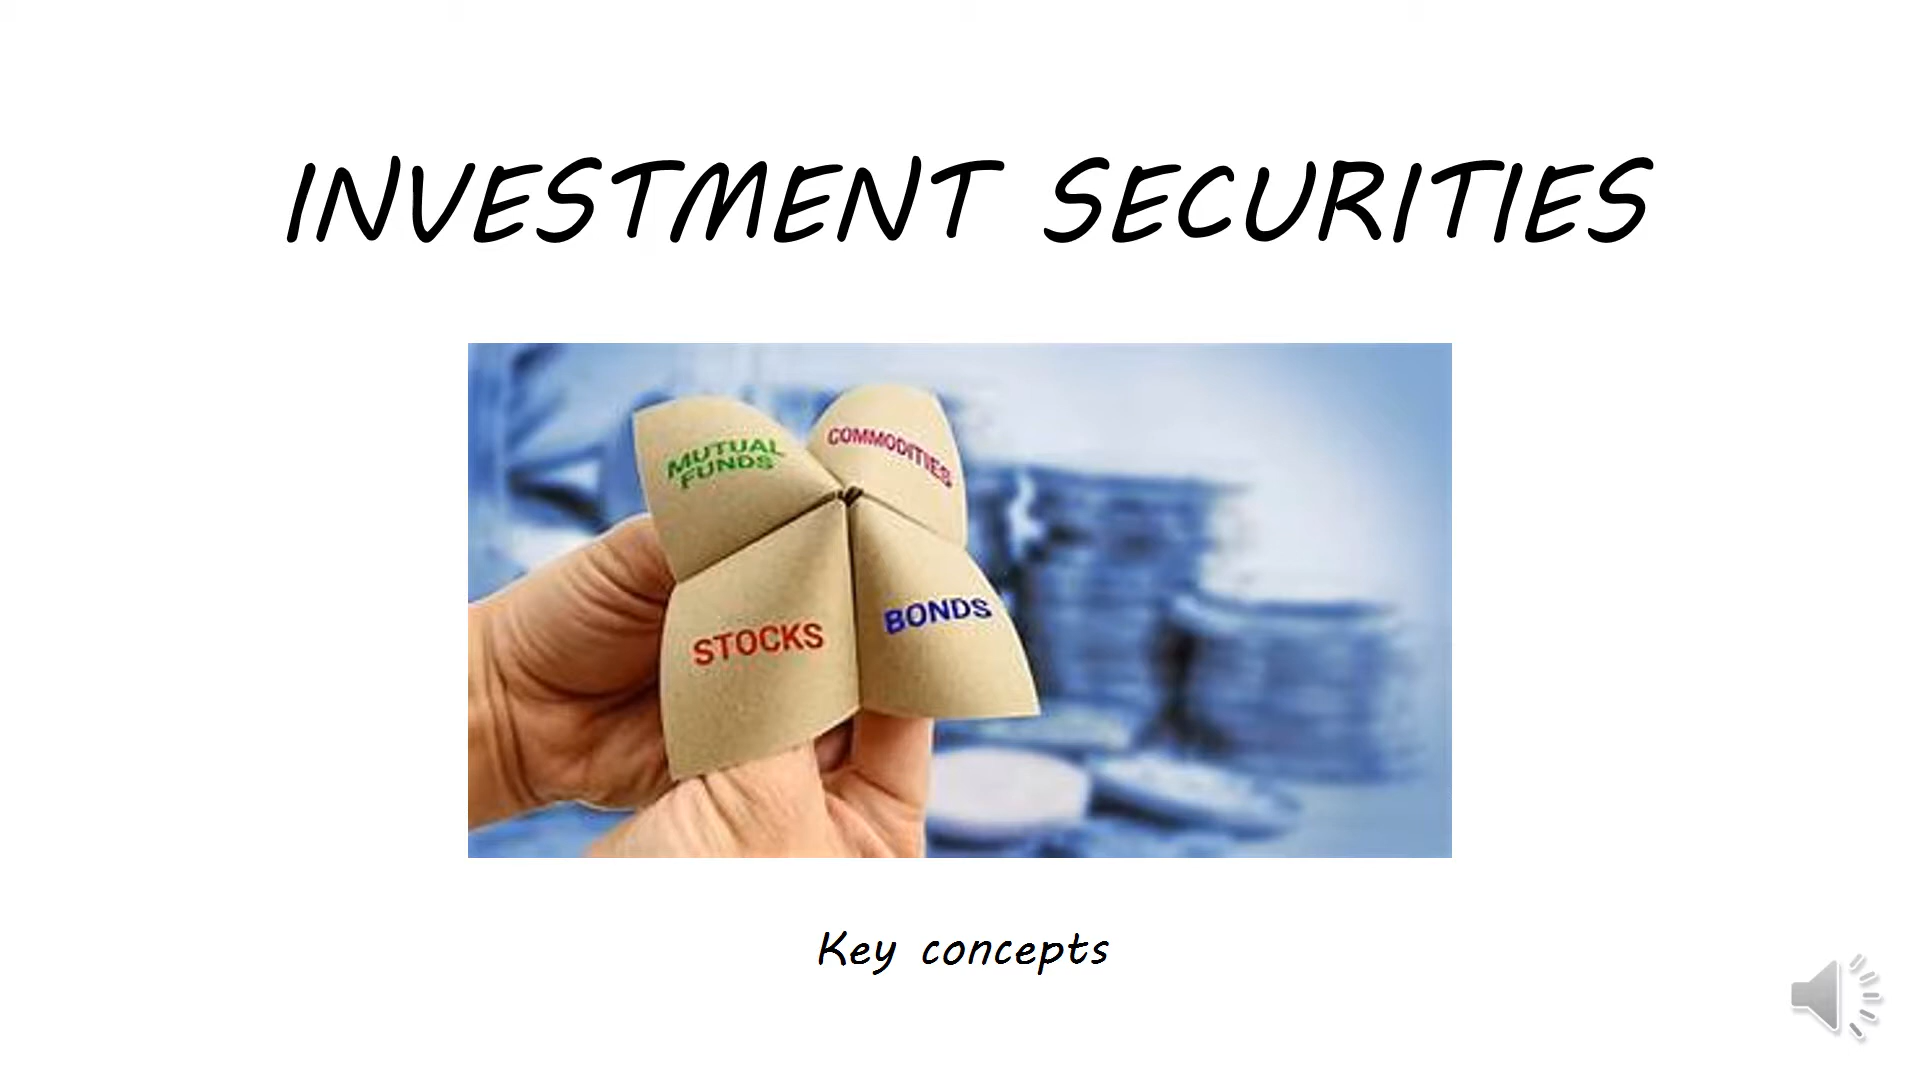 INVESTMENT SECURITIES
MUTUAL
FUNDS
COMMODITIES
STOCKS
BONDS
Key concepts